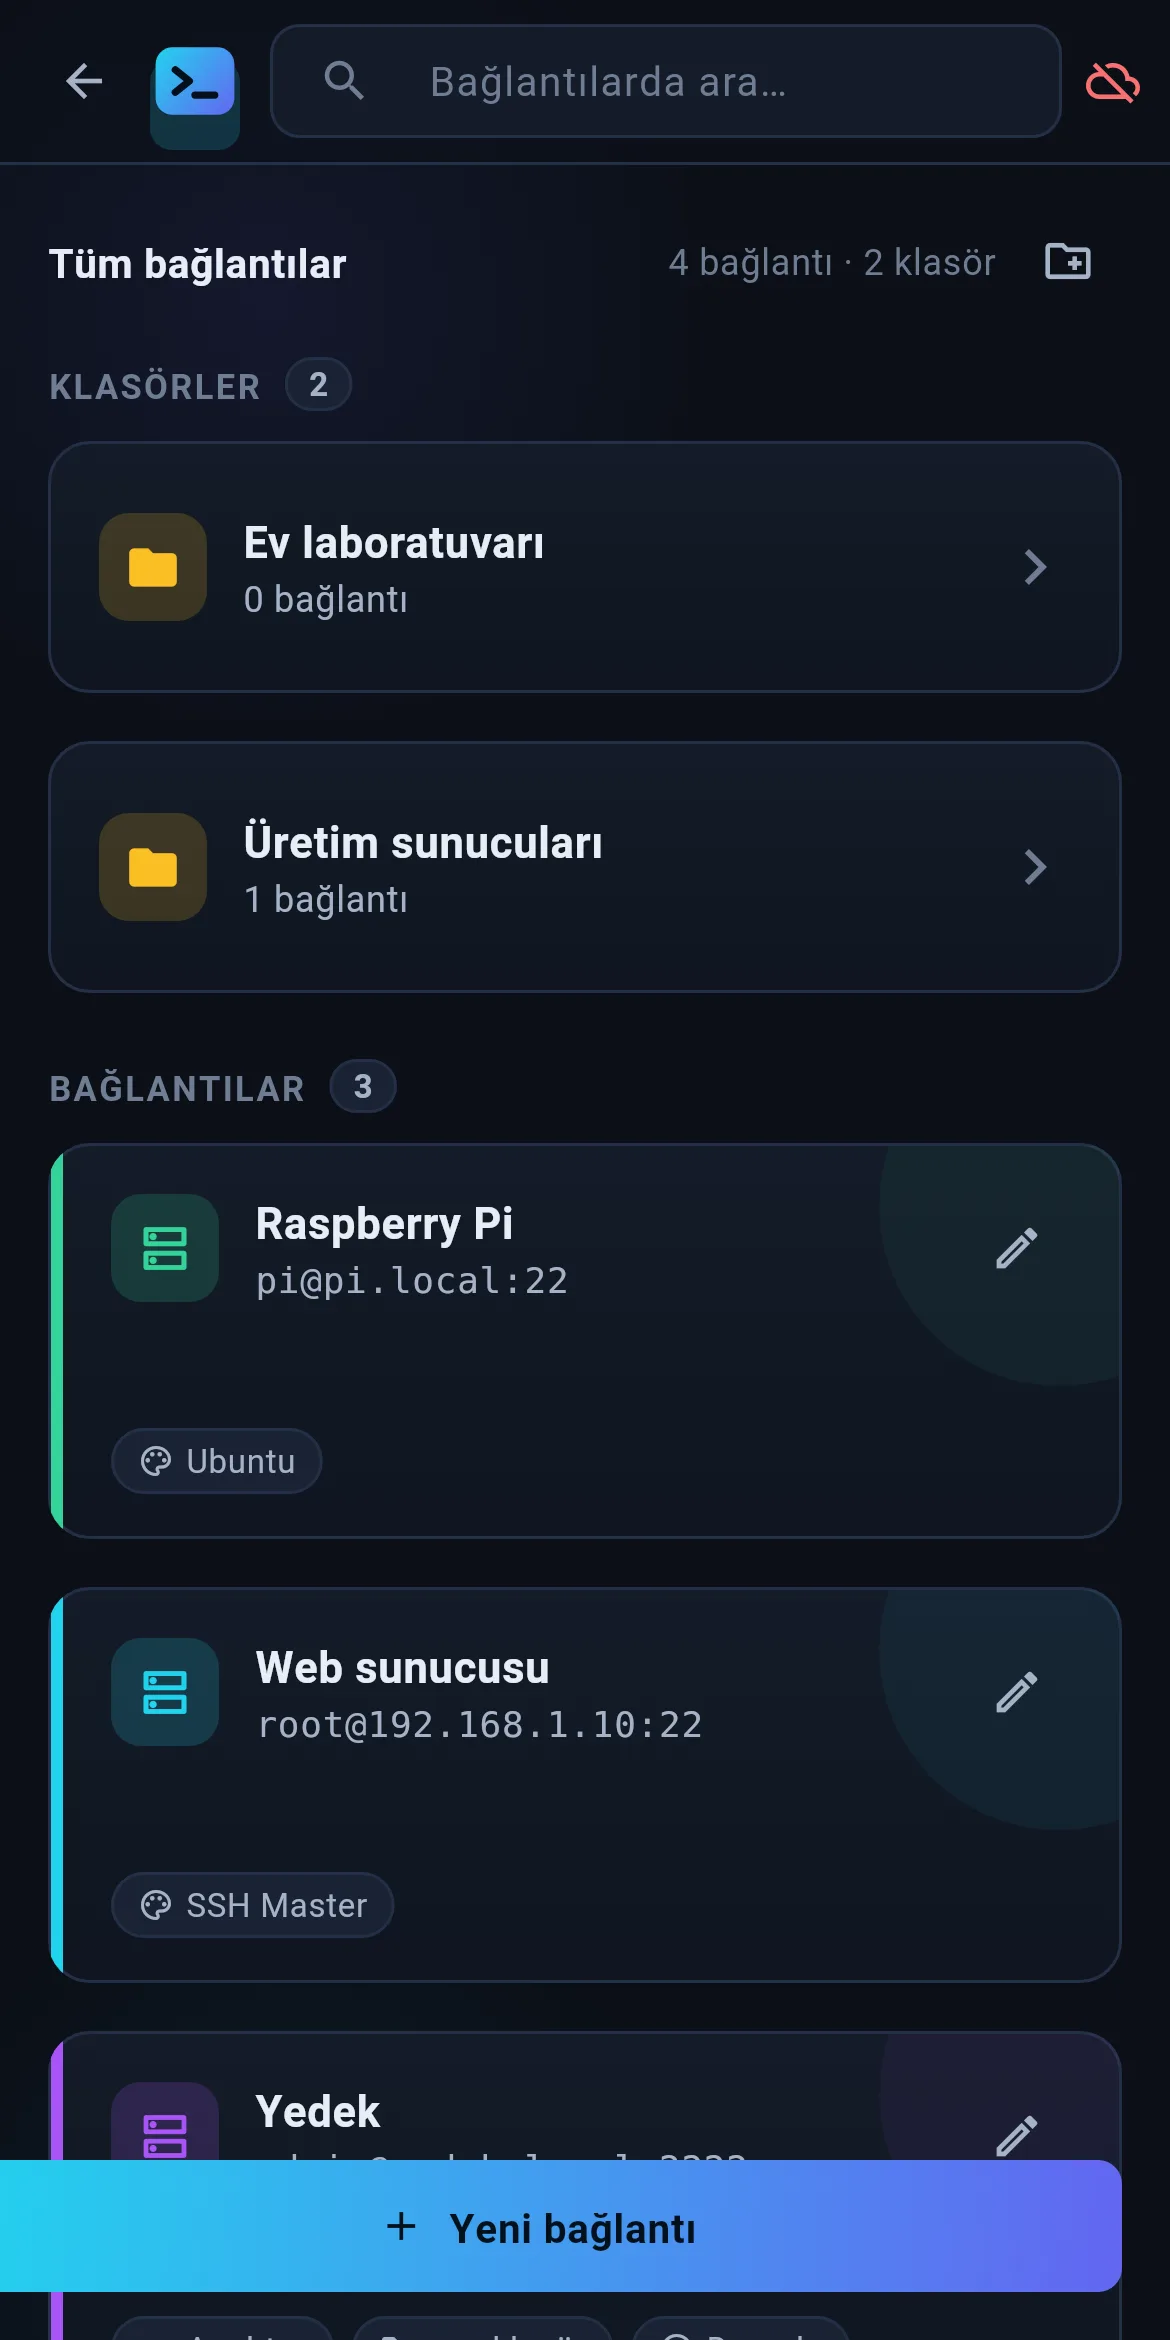 Bağlantılarda ara…
Tüm bağlantılar
4 bağlantı · 2 klasör
KLASÖRLER 2
Ev laboratuvarı
0 bağlantı
Üretim sunucuları
1 bağlantı
BAĞLANTILAR 3
Raspberry Pi
pi@pi.local:22
Ubuntu
Web sunucusu
root@192.168.1.10:22
SSH Master
Yedek
Yeni bağlantı